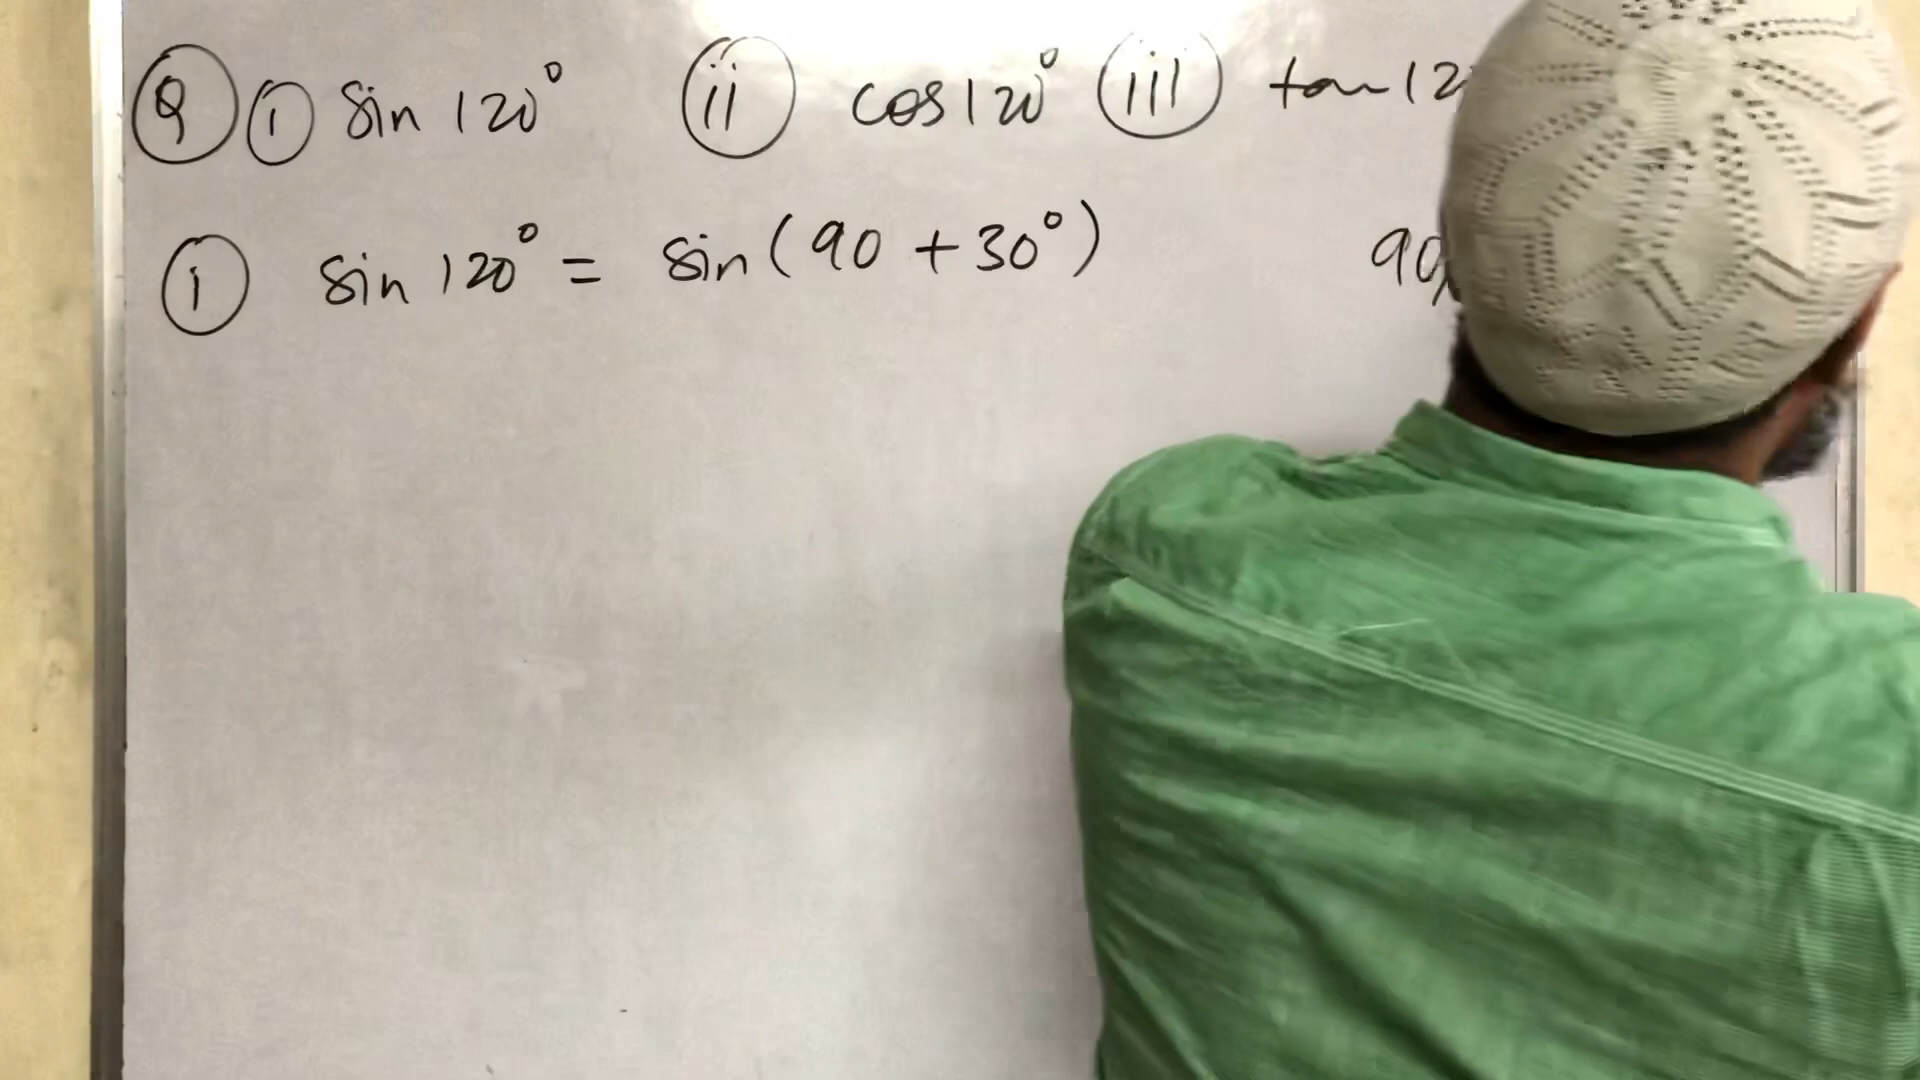 Q i sin 120° ii cos 120° iii tan 12
i sin 120° = sin (90 + 30°) 90